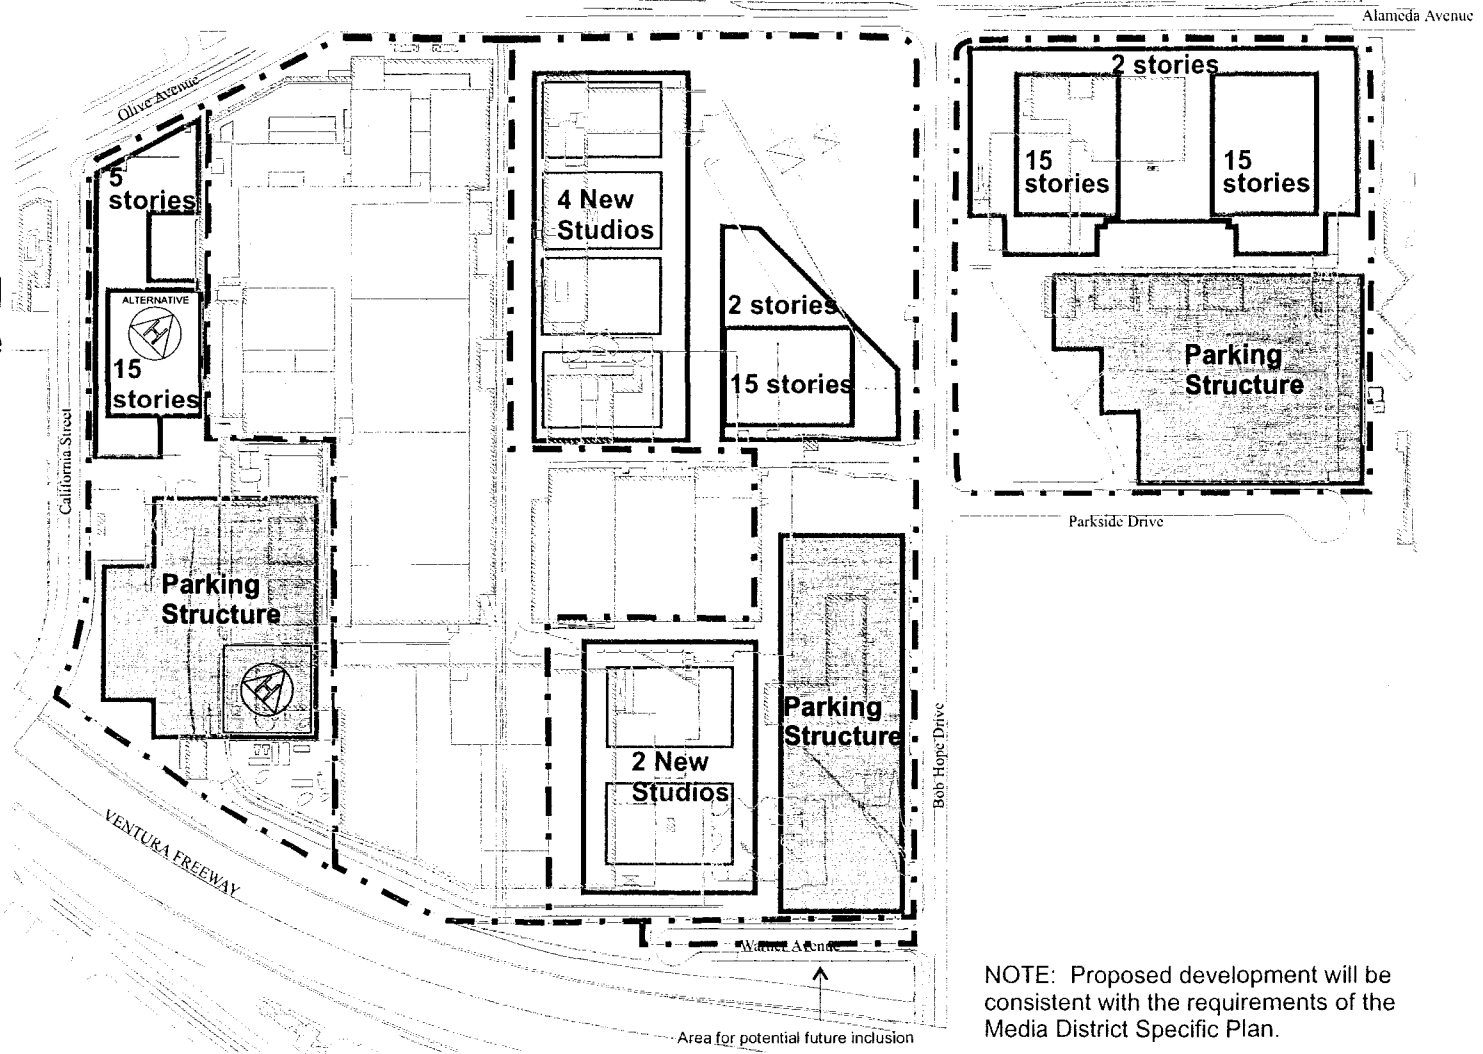 Alameda Avenue
Olive Avenue
2 stories
15
stories
15
stories
5
stories
4 New
Studios
ALTERNATIVE
H
15
stories
2 stories
15 stories
Parking
Structure
California Street
Parkside Drive
Parking
Structure
H
Parking
Structure
Bob Hope Drive
2 New
Studios
VENTURA FREEWAY
Warner Avenue
Area for potential future inclusion
NOTE: Proposed development will be
consistent with the requirements of the
Media District Specific Plan.